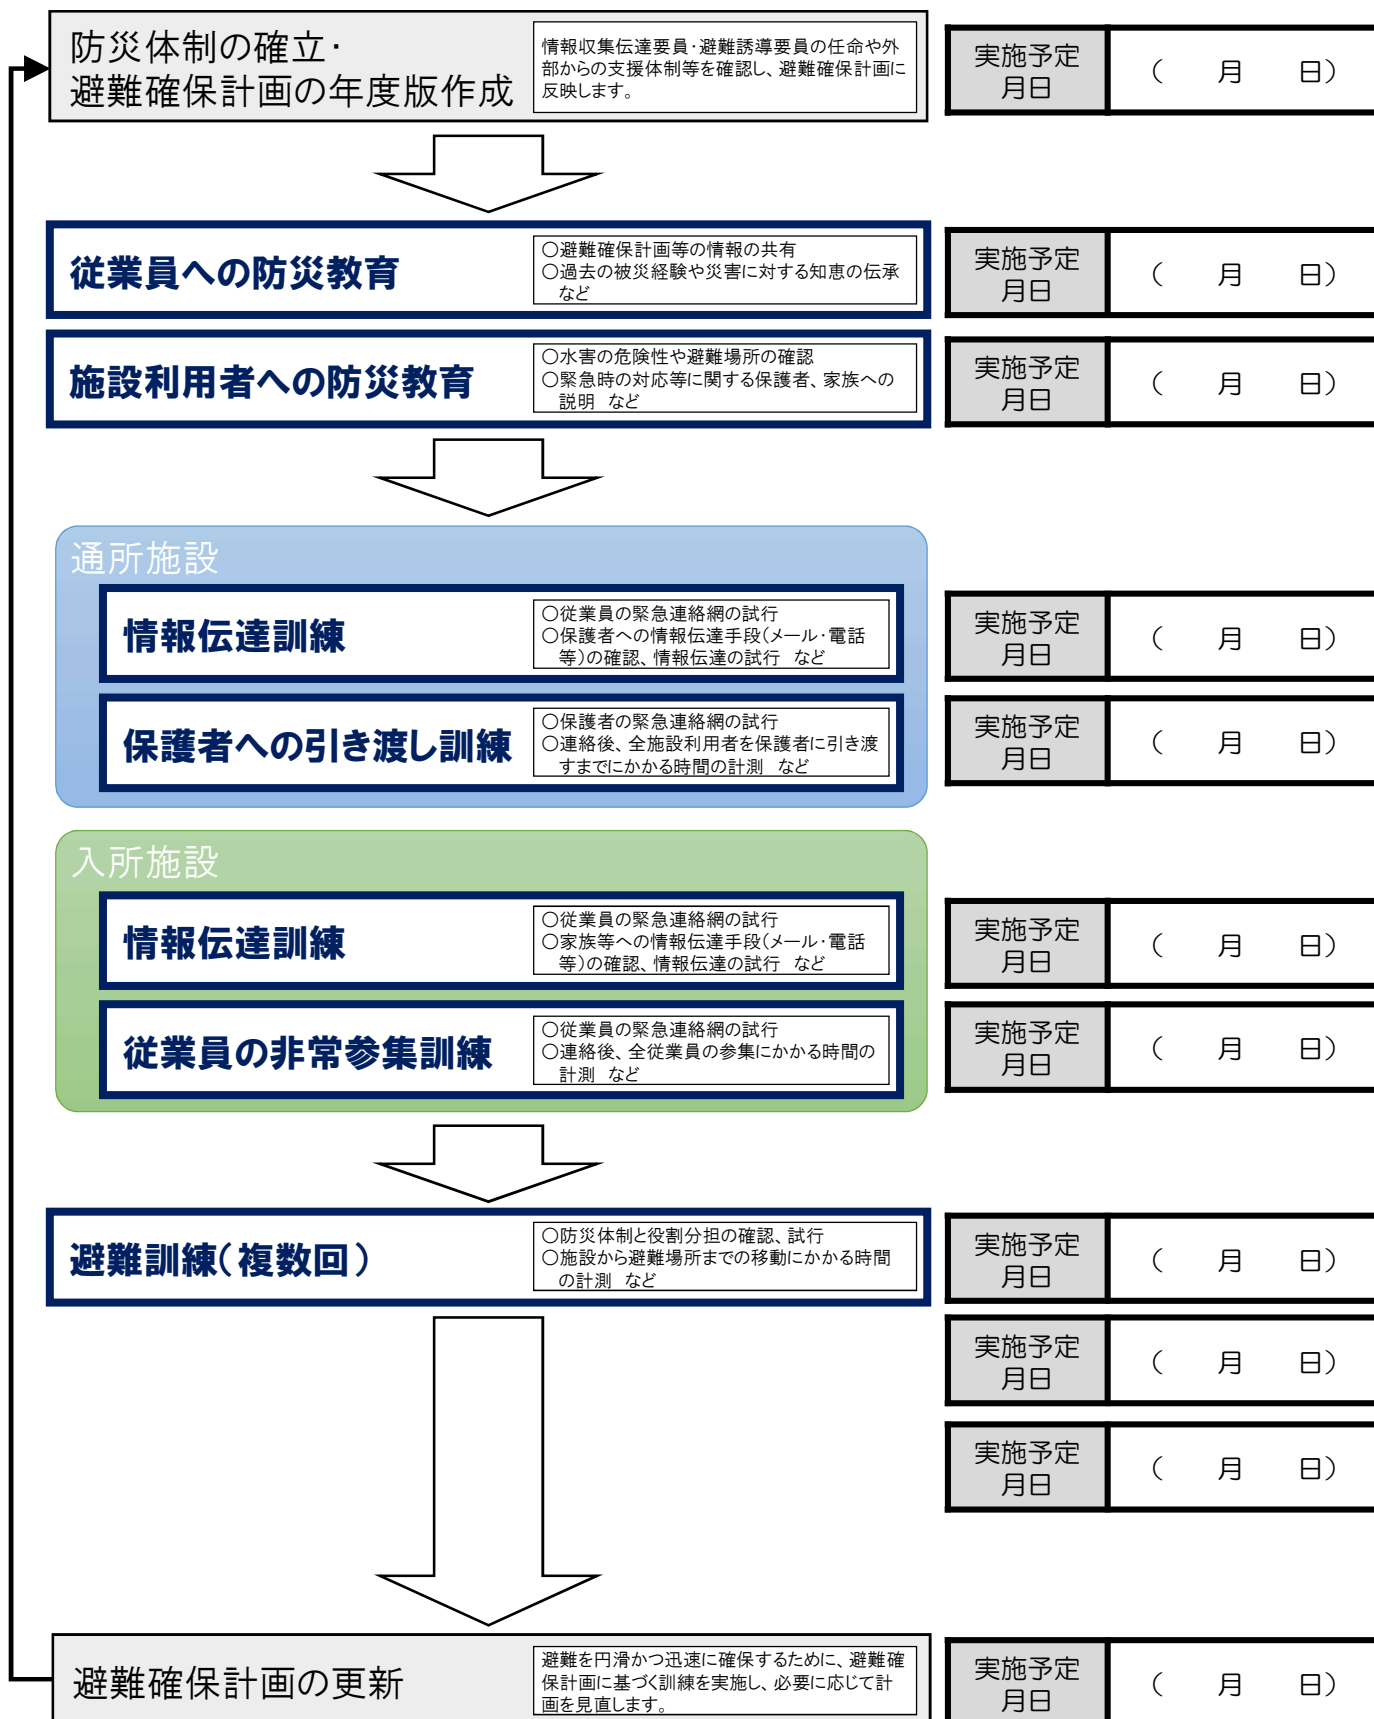 防災体制の確立・
避難確保計画の年度版作成
情報収集伝達要員・避難誘導要員の任命や外
部からの支援体制等を確認し、避難確保計画に
反映します。
実施予定
月日
（　月　日）
従業員への防災教育
○避難確保計画等の情報の共有
○過去の被災経験や災害に対する知恵の伝承
など
実施予定
月日
（　月　日）
施設利用者への防災教育
○水害の危険性や避難場所の確認
○緊急時の対応等に関する保護者、家族への
説明　など
実施予定
月日
（　月　日）
通所施設
情報伝達訓練
○従業員の緊急連絡網の試行
○保護者への情報伝達手段（メール・電話
等）の確認、情報伝達の試行　など
実施予定
月日
（　月　日）
保護者への引き渡し訓練
○保護者の緊急連絡網の試行
○連絡後、全施設利用者を保護者に引き渡
すまでにかかる時間の計測　など
実施予定
月日
（　月　日）
入所施設
情報伝達訓練
○従業員の緊急連絡網の試行
○家族等への情報伝達手段（メール・電話
等）の確認、情報伝達の試行　など
実施予定
月日
（　月　日）
従業員の非常参集訓練
○従業員の緊急連絡網の試行
○連絡後、全従業員の参集にかかる時間の
計測　など
実施予定
月日
（　月　日）
避難訓練（複数回）
○防災体制と役割分担の確認、試行
○施設から避難場所までの移動にかかる時間
の計測　など
実施予定
月日
（　月　日）
実施予定
月日
（　月　日）
実施予定
月日
（　月　日）
避難確保計画の更新
避難を円滑かつ迅速に確保するために、避難確
保計画に基づく訓練を実施し、必要に応じて計
画を見直します。
実施予定
月日
（　月　日）